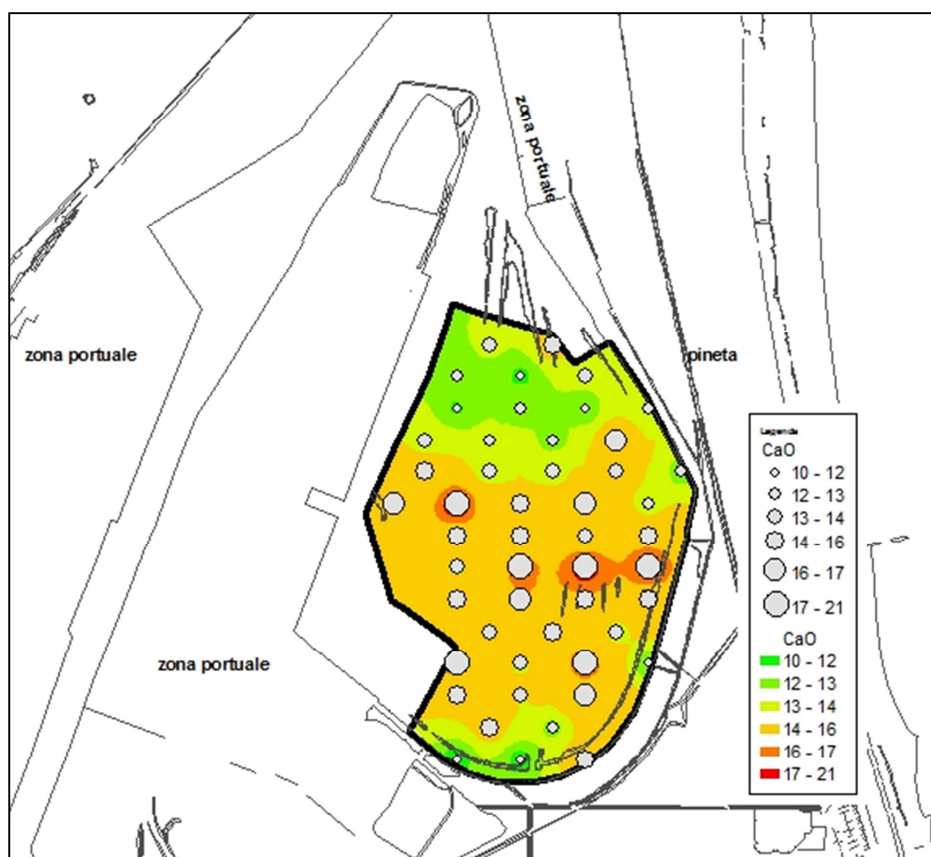 zona portuale
zona portuale
pineta
zona portuale
Legenda
CaO
10 - 12
12 - 13
13 - 14
14 - 16
16 - 17
17 - 21
CaO
10 - 12
12 - 13
13 - 14
14 - 16
16 - 17
17 - 21